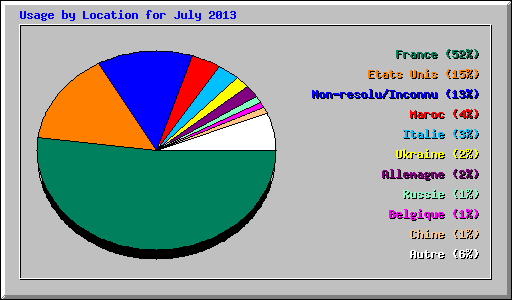 Usage by Location for July 2013
France (52%)
Etats Unis (15%)
Non-resolu/Inconnu (13%)
Maroc (4%)
Italie (3%)
Ukraine (2%)
Allemagne (2%)
Russie (1%)
Belgique (1%)
Chine (1%)
Autre (6%)